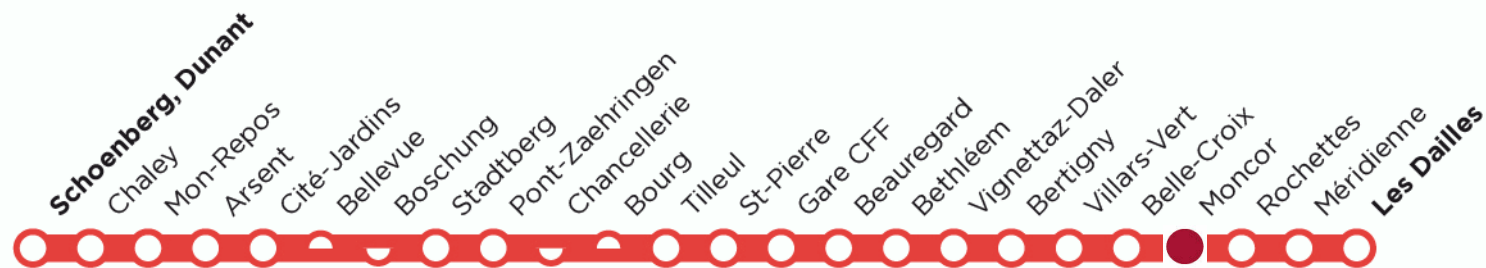 Schoenberg, Dunant
Chaley
Mon-Repos
Arsent
Cité-Jardins
Bellevue
Boschung
Stadtberg
Pont-Zaehringen
Chancellerie
Bourg
Tilleul
St-Pierre
Gare CFF
Beauregard
Bethléem
Vignettaz-Daler
Bertigny
Villars-Vert
Belle-Croix
Moncor
Rochettes
Méridienne
Les Dailles